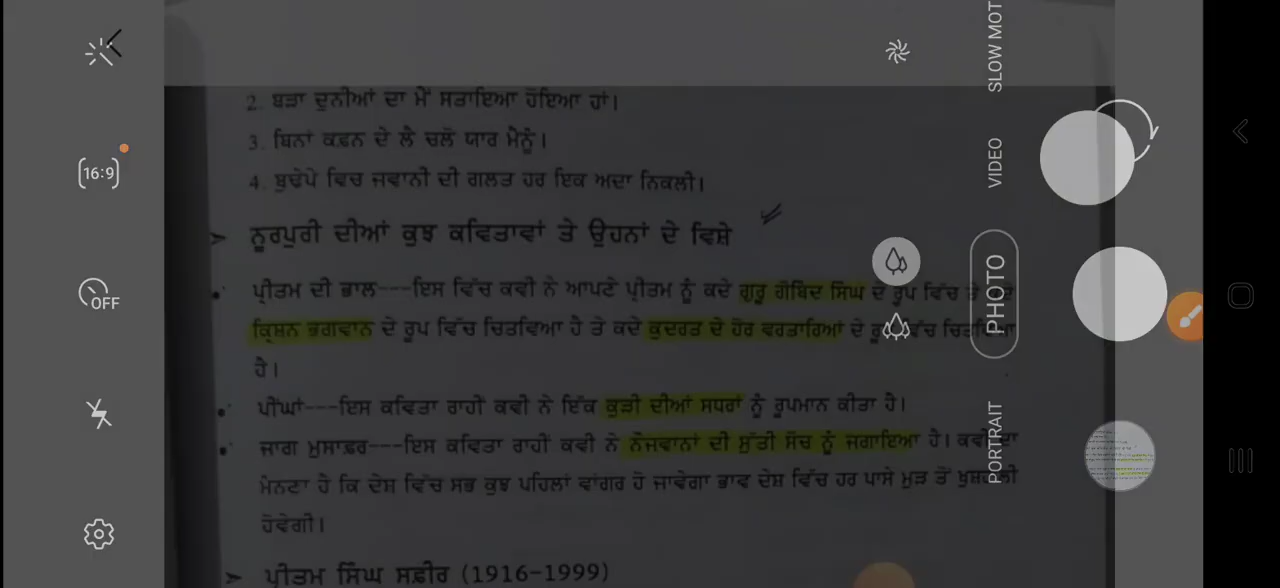 2. ਬੜਾ ਦੁਨੀਆਂ ਦਾ ਮੈਂ ਸਤਾਇਆ ਹੋਇਆ ਹਾਂ।
3. ਬਿਨਾਂ ਕਫ਼ਨ ਦੇ ਲੈ ਚਲੋ ਯਾਰ ਮੈਨੂੰ।
4. ਬੁਢੇਪੇ ਵਿਚ ਜਵਾਨੀ ਦੀ ਗਲਤ ਹਰ ਇਕ ਅਦਾ ਨਿਕਲੀ।
➤ ਨੂਰਪੁਰੀ ਦੀਆਂ ਕੁਝ ਕਵਿਤਾਵਾਂ ਤੇ ਉਹਨਾਂ ਦੇ ਵਿਸ਼ੇ
• ਪ੍ਰੀਤਮ ਦੀ ਭਾਲ---ਇਸ ਵਿੱਚ ਕਵੀ ਨੇ ਆਪਣੇ ਪ੍ਰੀਤਮ ਨੂੰ ਕਦੇ ਗੁਰੂ ਗੋਬਿੰਦ ਸਿੰਘ ਦੇ ਰੂਪ ਵਿੱਚ ਤੇ
ਕ੍ਰਿਸ਼ਨ ਭਗਵਾਨ ਦੇ ਰੂਪ ਵਿੱਚ ਚਿਤਵਿਆ ਹੈ ਤੇ ਕਦੇ ਕੁਦਰਤ ਦੇ ਹੋਰ ਵਰਤਾਰਿਆਂ ਦੇ ਰੂਪ ਵਿੱਚ ਚਿਤਵਿਆ
ਹੈ।
• ਪੀਂਘਾਂ---ਇਸ ਕਵਿਤਾ ਰਾਹੀਂ ਕਵੀ ਨੇ ਇੱਕ ਕੁੜੀ ਦੀਆਂ ਸਧਰਾਂ ਨੂੰ ਰੂਪਮਾਨ ਕੀਤਾ ਹੈ।
• ਜਾਗ ਮੁਸਾਫ਼ਰ---ਇਸ ਕਵਿਤਾ ਰਾਹੀਂ ਕਵੀ ਨੇ ਨੌਜਵਾਨਾਂ ਦੀ ਸੁੱਤੀ ਸੋਚ ਨੂੰ ਜਗਾਇਆ ਹੈ। ਕਵੀ
ਮੰਨਣਾ ਹੈ ਕਿ ਦੇਸ਼ ਵਿੱਚ ਸਭ ਕੁਝ ਪਹਿਲਾਂ ਵਾਂਗਰ ਹੋ ਜਾਵੇਗਾ ਭਾਵ ਦੇਸ਼ ਵਿੱਚ ਹਰ ਪਾਸੇ ਮੁੜ ਤੋਂ ਖੁਸ਼ਹਾਲੀ
ਹੋਵੇਗੀ।
➤ ਪ੍ਰੀਤਮ ਸਿੰਘ ਸਫ਼ੀਰ (1916-1999)
16:9
OFF
SLOW MOT
VIDEO
PHOTO
PORTRAIT